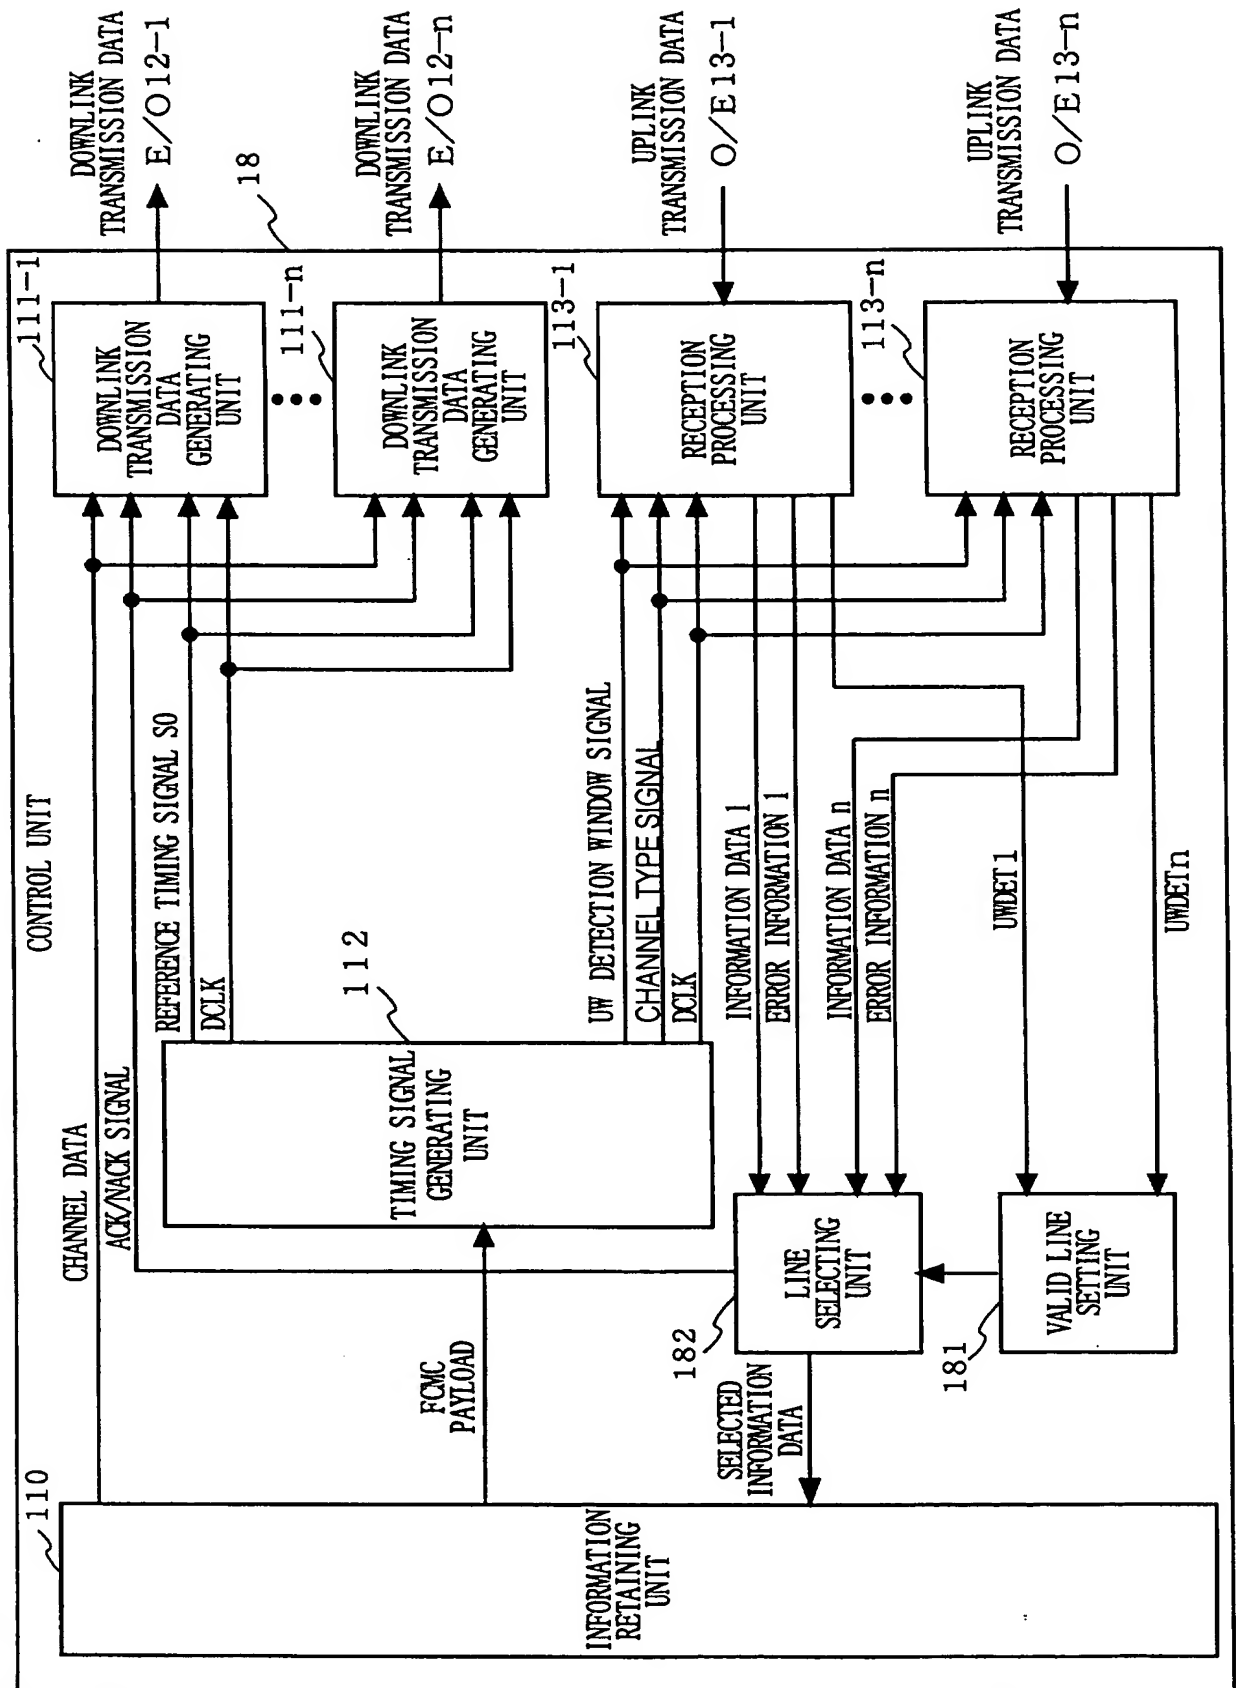 CONTROL UNIT
18
110
INFORMATION
RETAINING
UNIT
CHANNEL DATA
ACK/NACK SIGNAL
FCMC
PAYLOAD
SELECTED
INFORMATION
DATA
112
TIMING SIGNAL
GENERATING
UNIT
REFERENCE TIMING SIGNAL S0
DCLK
UW DETECTION WINDOW SIGNAL
CHANNEL TYPE SIGNAL
DCLK
INFORMATION DATA 1
ERROR INFORMATION 1
INFORMATION DATA n
ERROR INFORMATION n
UWDET1
UWDETn
182
LINE
SELECTING
UNIT
181
VALID LINE
SETTING
UNIT
111-1
DOWNLINK
TRANSMISSION
DATA
GENERATING
UNIT
111-n
DOWNLINK
TRANSMISSION
DATA
GENERATING
UNIT
113-1
RECEPTION
PROCESSING
UNIT
113-n
RECEPTION
PROCESSING
UNIT
DOWNLINK
TRANSMISSION DATA
E/O12-1
DOWNLINK
TRANSMISSION DATA
E/O12-n
UPLINK
TRANSMISSION DATA
O/E13-1
UPLINK
TRANSMISSION DATA
O/E13-n